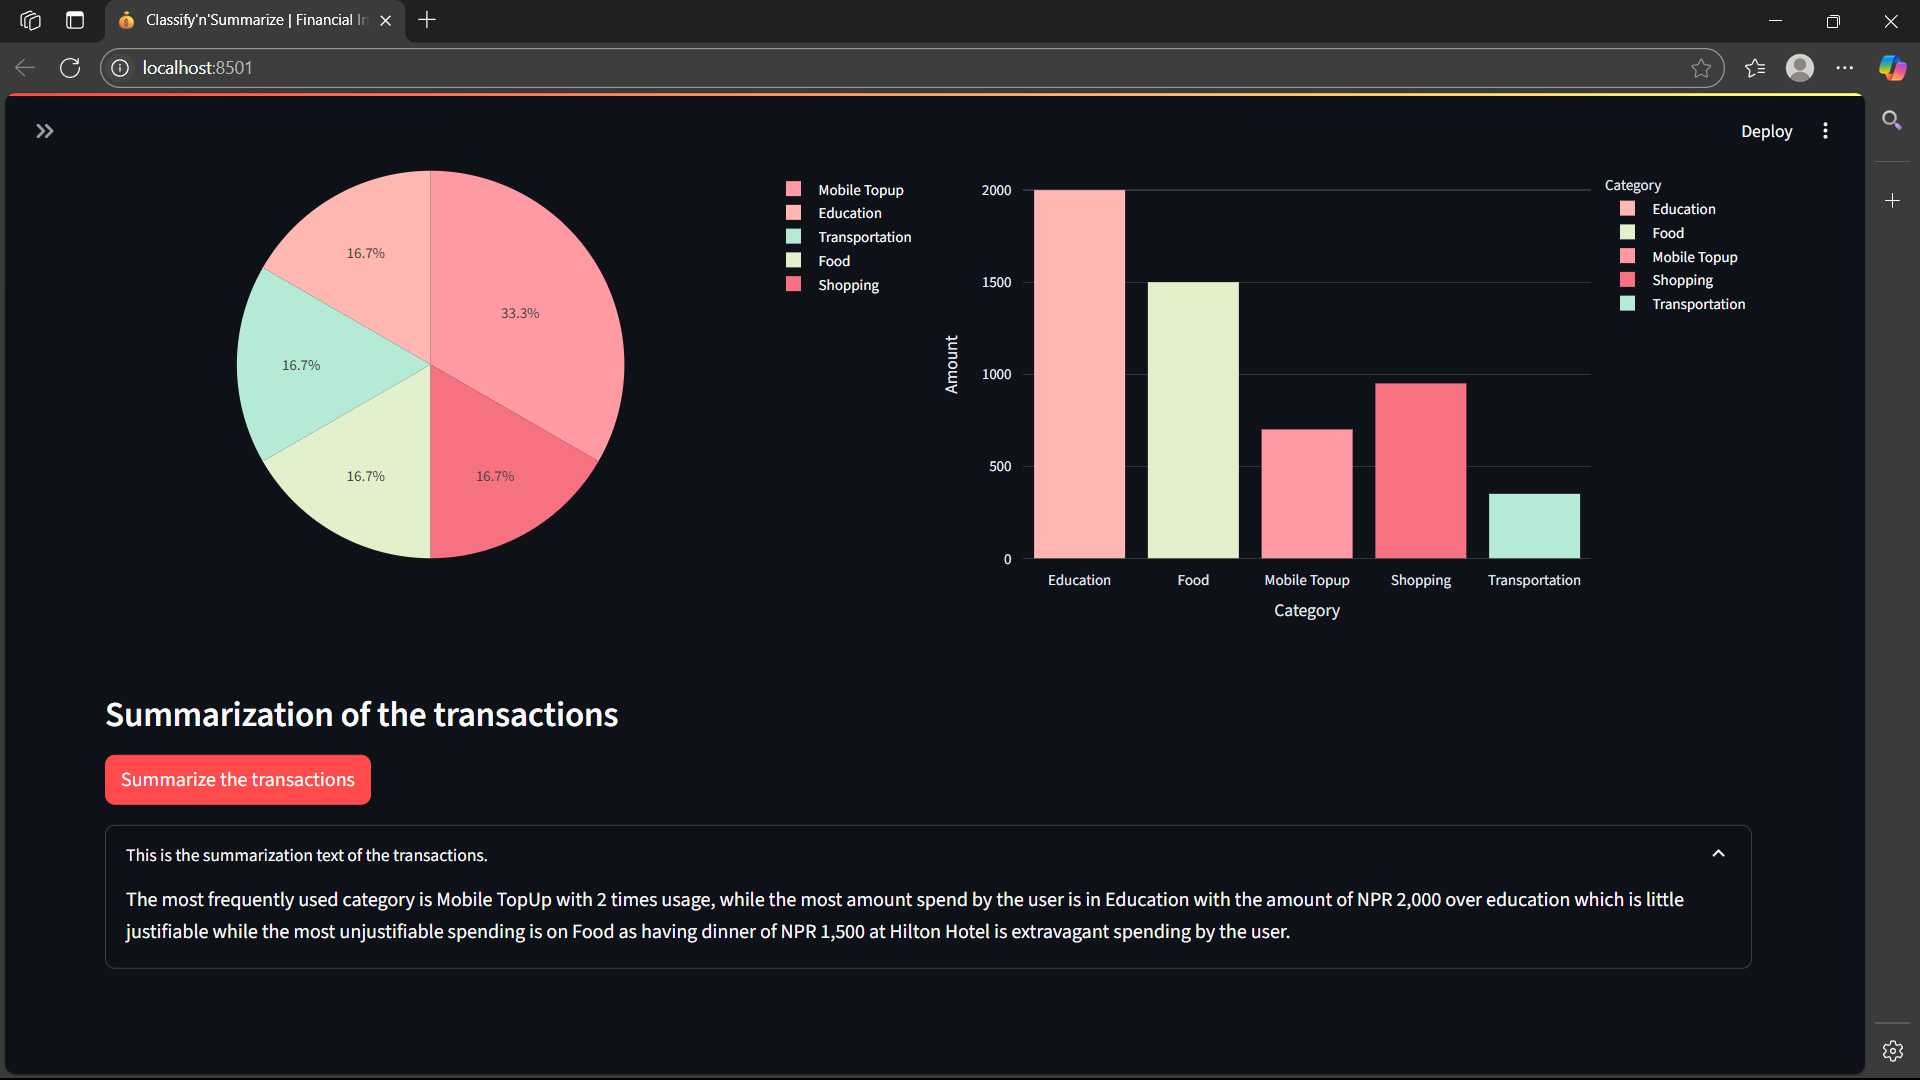 Classify'n'Summarize | Financial In
localhost:8501
Deploy
16.7%
33.3%
16.7%
16.7%
16.7%
Mobile Topup
Education
Transportation
Food
Shopping
2000
1500
1000
500
0
Amount
Education
Food
Mobile Topup
Shopping
Transportation
Category
Category
Education
Food
Mobile Topup
Shopping
Transportation
Summarization of the transactions
Summarize the transactions
This is the summarization text of the transactions.
The most frequently used category is Mobile TopUp with 2 times usage, while the most amount spend by the user is in Education with the amount of NPR 2,000 over education which is little
justifiable while the most unjustifiable spending is on Food as having dinner of NPR 1,500 at Hilton Hotel is extravagant spending by the user.